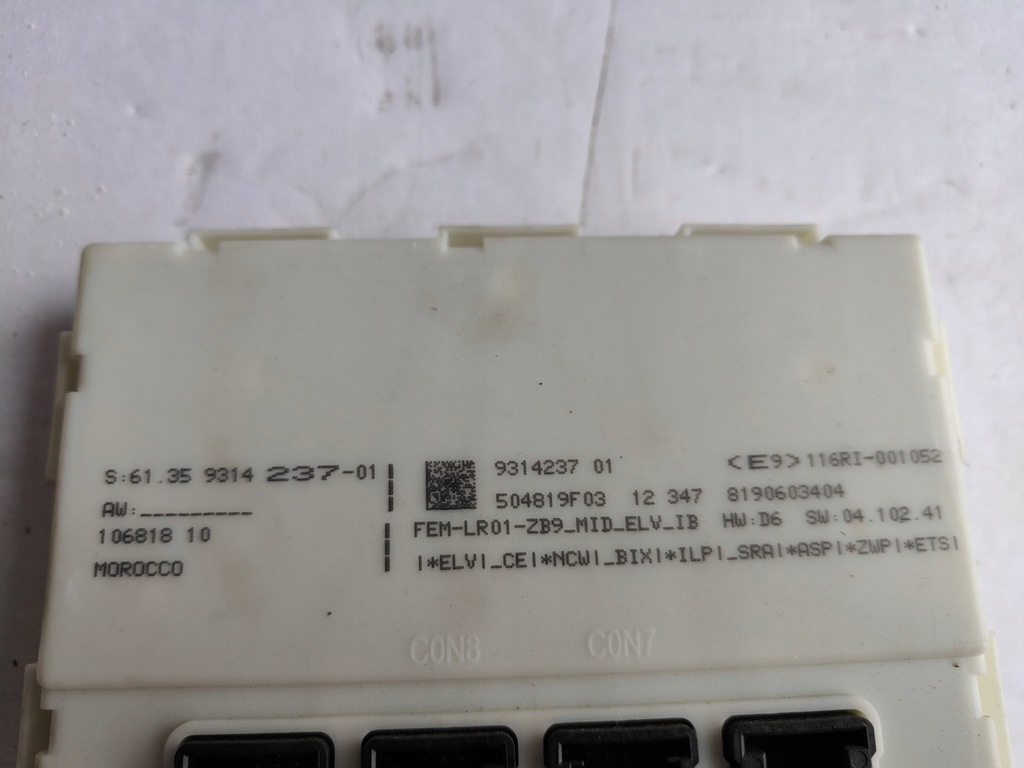 S:61.35 9314 237-01
AW:_________
106818 10
MOROCCO
9314237 01
<E9>116RI-001052
504819F03 12 347 8190603404
FEM-LR01-ZB9_MID_ELV_IB HW:D6 SW:04.102.41
|*ELV|_CE|*NCW|_BIX|*ILP|_SRA|*ASP|*ZWP|*ETS|
CON8 CON7